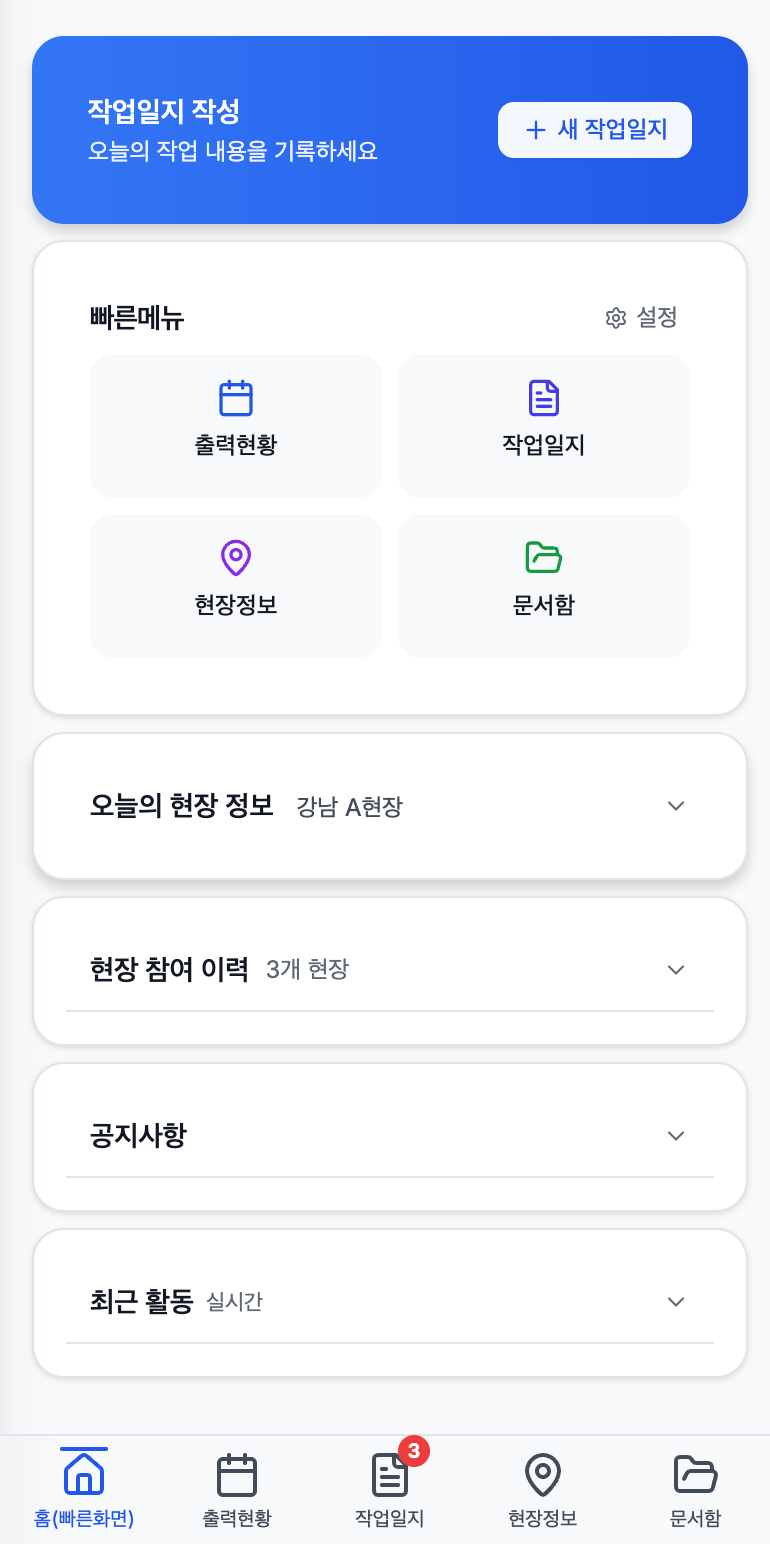 작업일지 작성
오늘의 작업 내용을 기록하세요
새 작업일지
빠른메뉴
설정
출력현황
작업일지
현장정보
문서함
오늘의 현장 정보 강남 A현장
현장 참여 이력 3개 현장
공지사항
최근 활동 실시간
3
홈(빠른화면)
출력현황
작업일지
현장정보
문서함